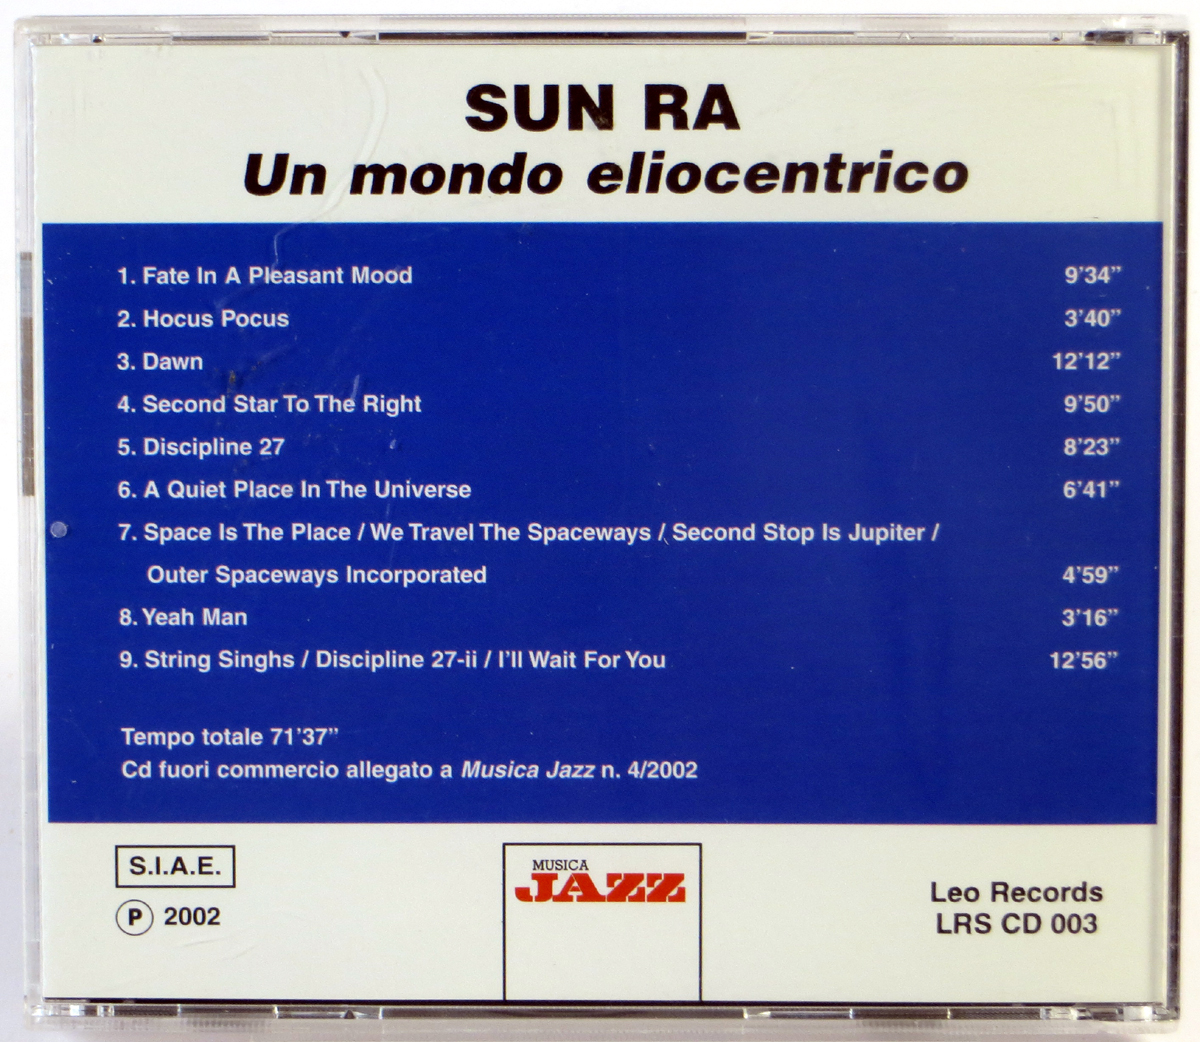 SUN RA
Un mondo eliocentrico
1. Fate In A Pleasant Mood 9’34”
2. Hocus Pocus 3’40”
3. Dawn 12’12”
4. Second Star To The Right 9’50”
5. Discipline 27 8’23”
6. A Quiet Place In The Universe 6’41”
7. Space Is The Place / We Travel The Spaceways / Second Stop Is Jupiter /
Outer Spaceways Incorporated 4’59”
8. Yeah Man 3’16”
9. String Singhs / Discipline 27-ii / I’ll Wait For You 12’56”
Tempo totale 71’37”
Cd fuori commercio allegato a Musica Jazz n. 4/2002
S.I.A.E.
℗ 2002
MUSICA
JAZZ
Leo Records
LRS CD 003